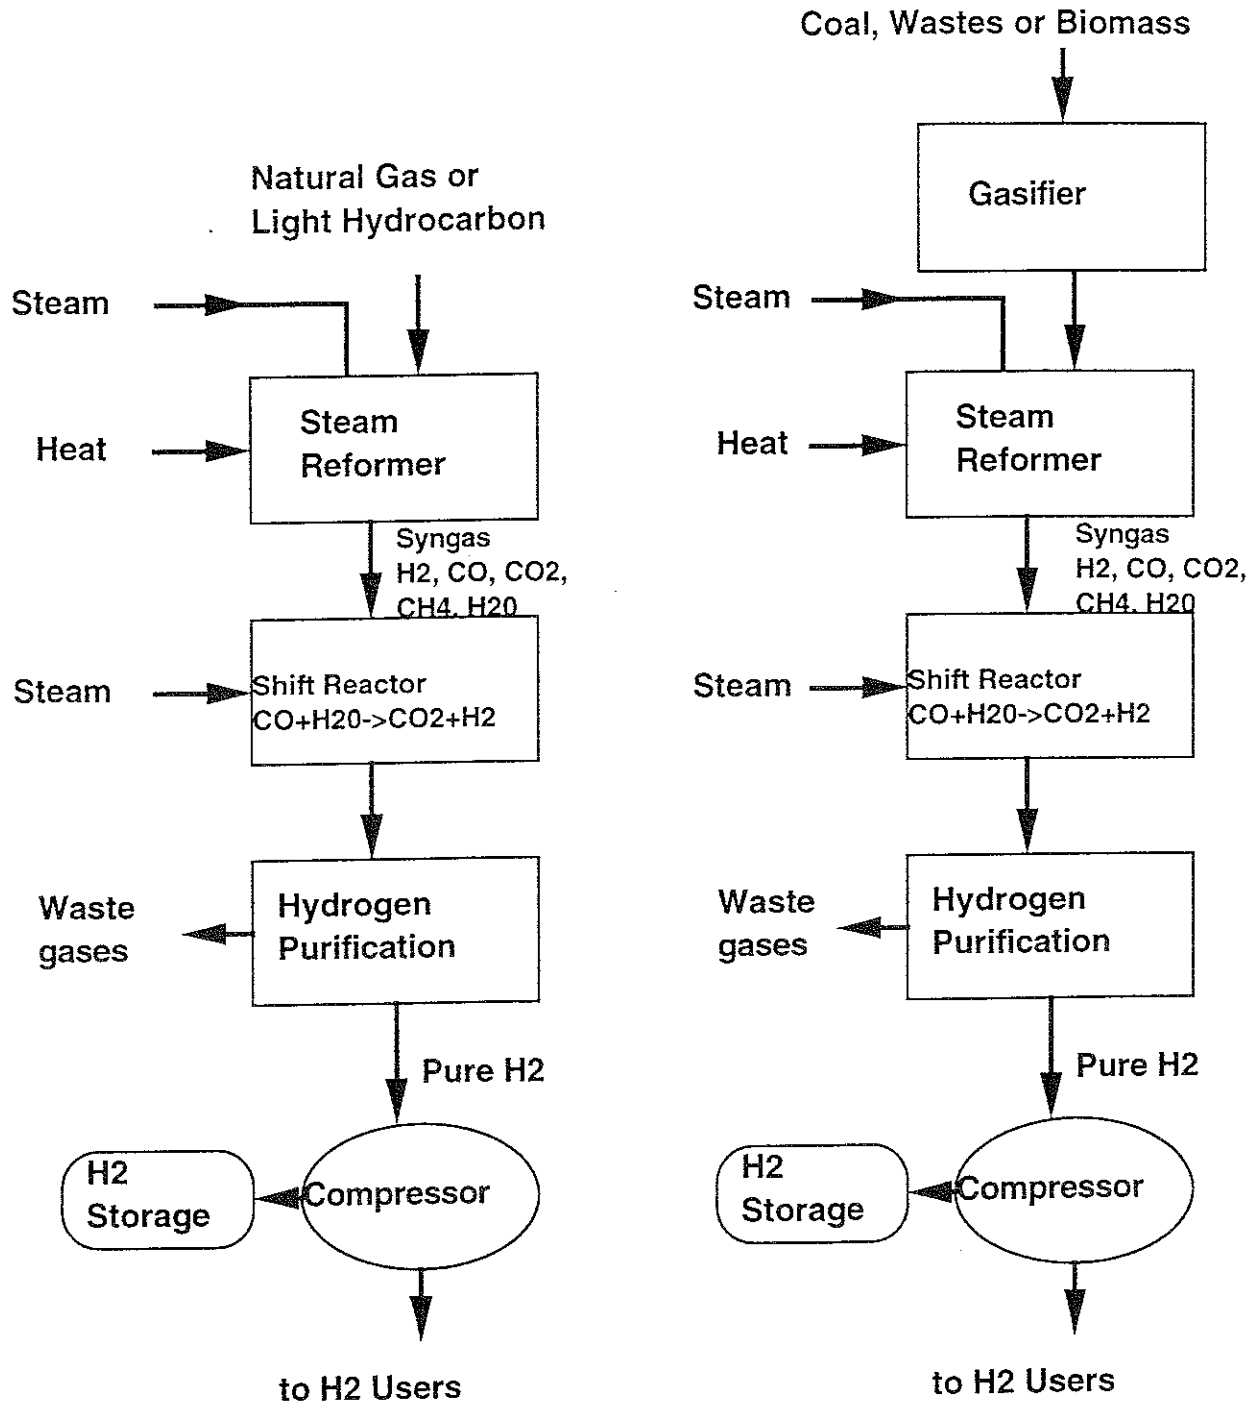 Natural Gas or
Light Hydrocarbon
Steam
Heat
Steam
Reformer
Syngas
H2, CO, CO2,
CH4, H20
Steam
Shift Reactor
CO+H20->CO2+H2
Waste
gases
Hydrogen
Purification
Pure H2
H2
Storage
Compressor
to H2 Users
Coal, Wastes or Biomass
Gasifier
Steam
Heat
Steam
Reformer
Syngas
H2, CO, CO2,
CH4, H20
Steam
Shift Reactor
CO+H20->CO2+H2
Waste
gases
Hydrogen
Purification
Pure H2
H2
Storage
Compressor
to H2 Users